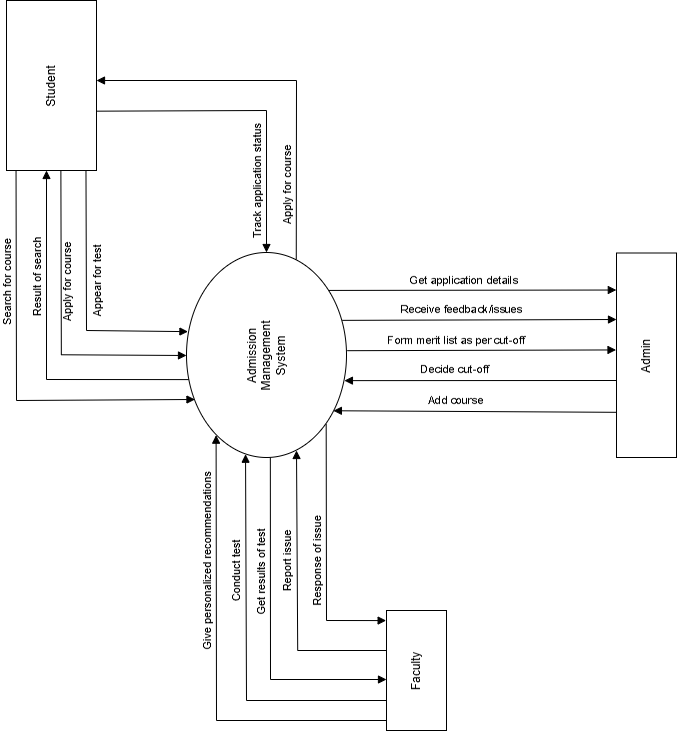 Student
Track application status
Apply for course
Search for course
Result of search
Apply for course
Appear for test
Get application details
Receive feedback/issues
Form merit list as per cut-off
Decide cut-off
Add course
Admin
Admission
Management
System
Give personalized recommendations
Conduct test
Get results of test
Report issue
Response of issue
Faculty